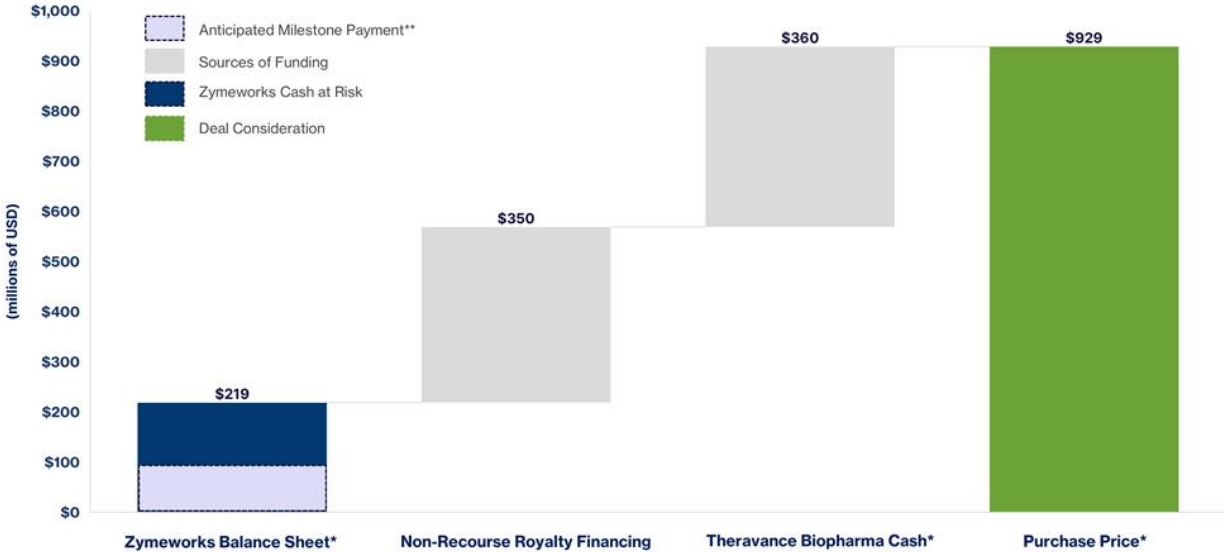 $1,000
$900
$800
$700
$600
$500
$400
$300
$200
$100
$0
(millions of USD)
Anticipated Milestone Payment**
Sources of Funding
Zymeworks Cash at Risk
Deal Consideration
$219
$350
$360
$929
Zymeworks Balance Sheet*
Non-Recourse Royalty Financing
Theravance Biopharma Cash*
Purchase Price*